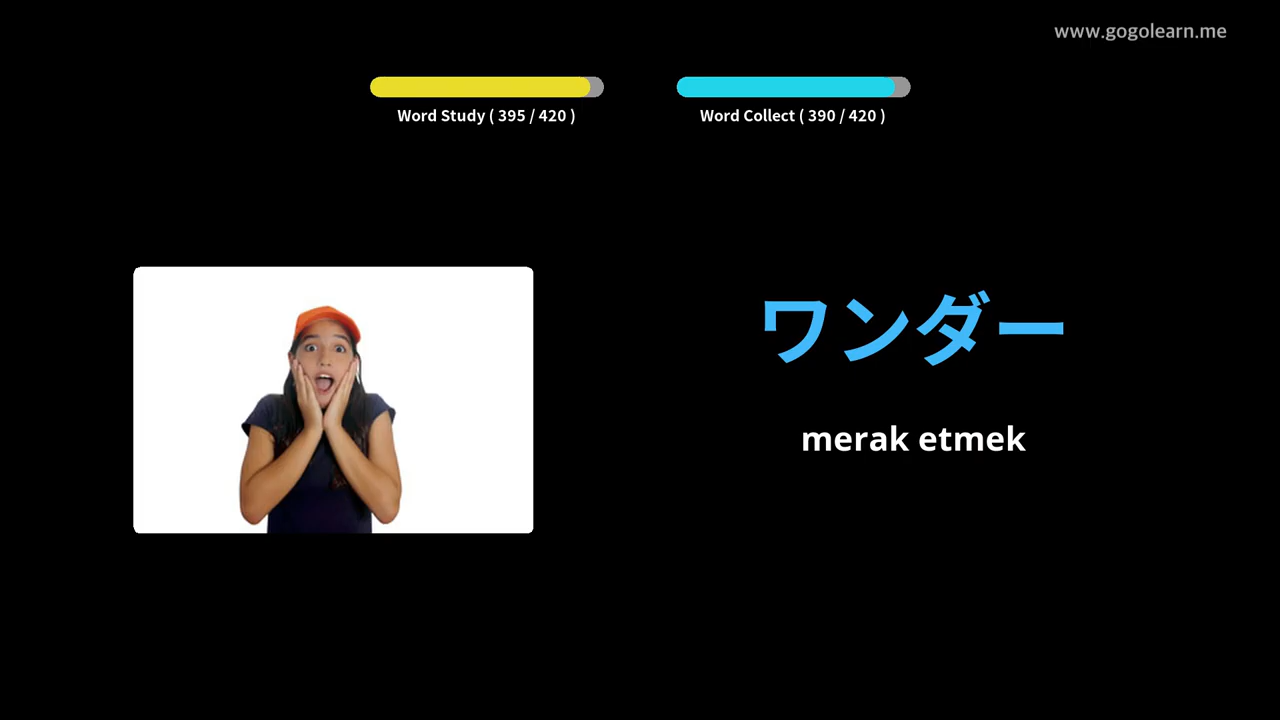 www.gogolearn.me
Word Study ( 395 / 420 )
Word Collect ( 390 / 420 )
ワンダー
merak etmek